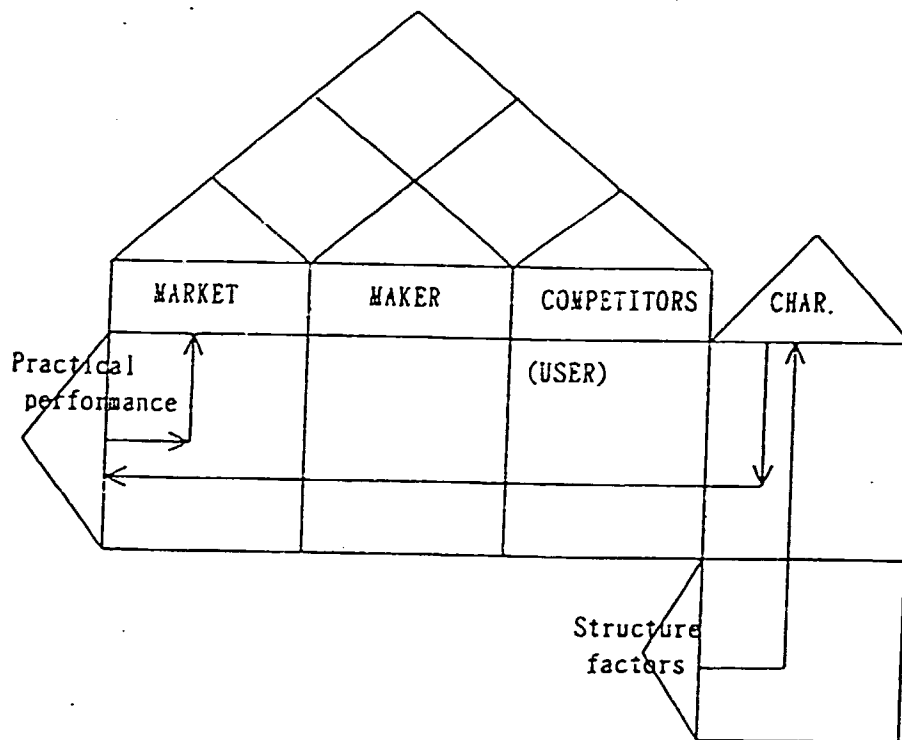 MARKET
MAKER
COMPETITORS
CHAR.
(USER)
Practical
performance
Structure
factors